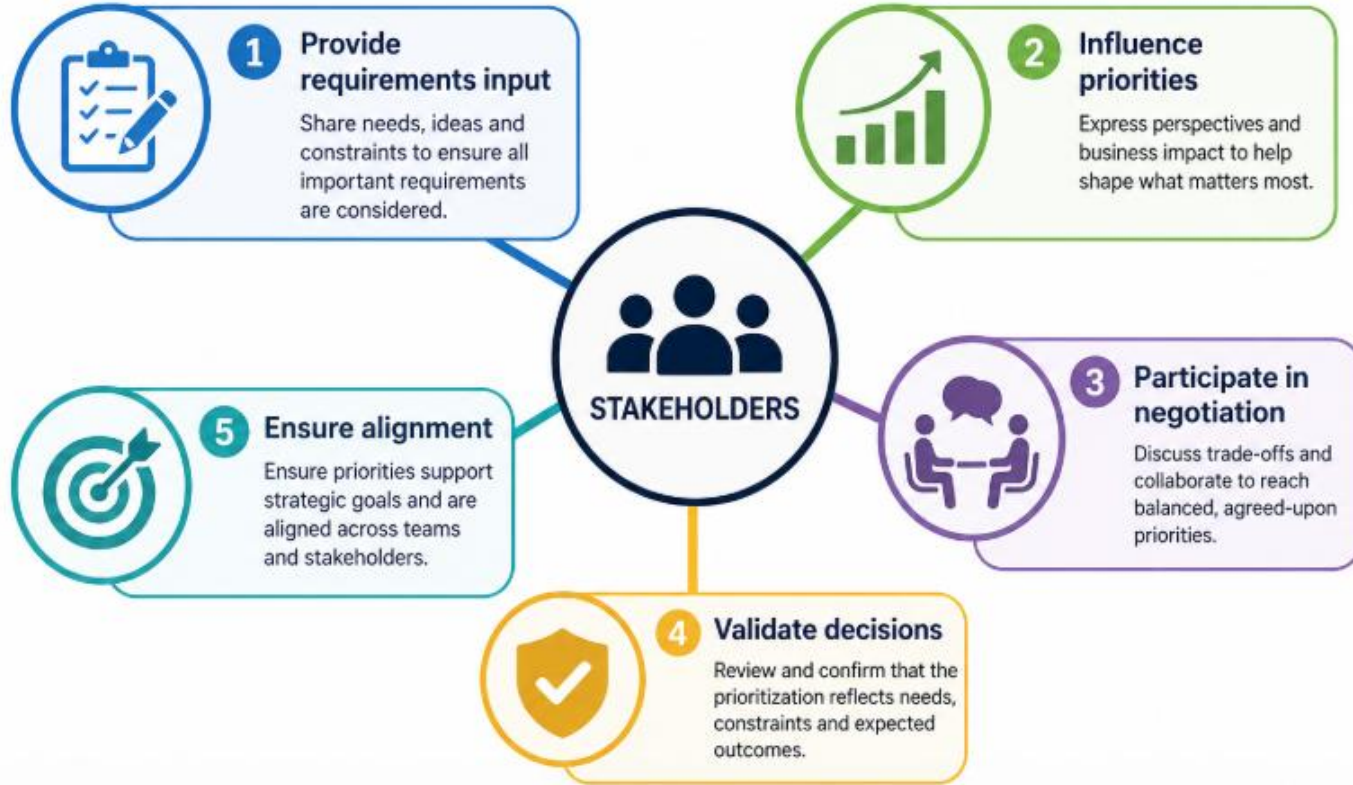 1
Provide
requirements input
Share needs, ideas and
constraints to ensure all
important requirements
are considered.
2
Influence
priorities
Express perspectives and
business impact to help
shape what matters most.
STAKEHOLDERS
3
Participate in
negotiation
Discuss trade-offs and
collaborate to reach
balanced, agreed-upon
priorities.
4
Validate decisions
Review and confirm that the
prioritization reflects needs,
constraints and expected
outcomes.
5
Ensure alignment
Ensure priorities support
strategic goals and are
aligned across teams
and stakeholders.